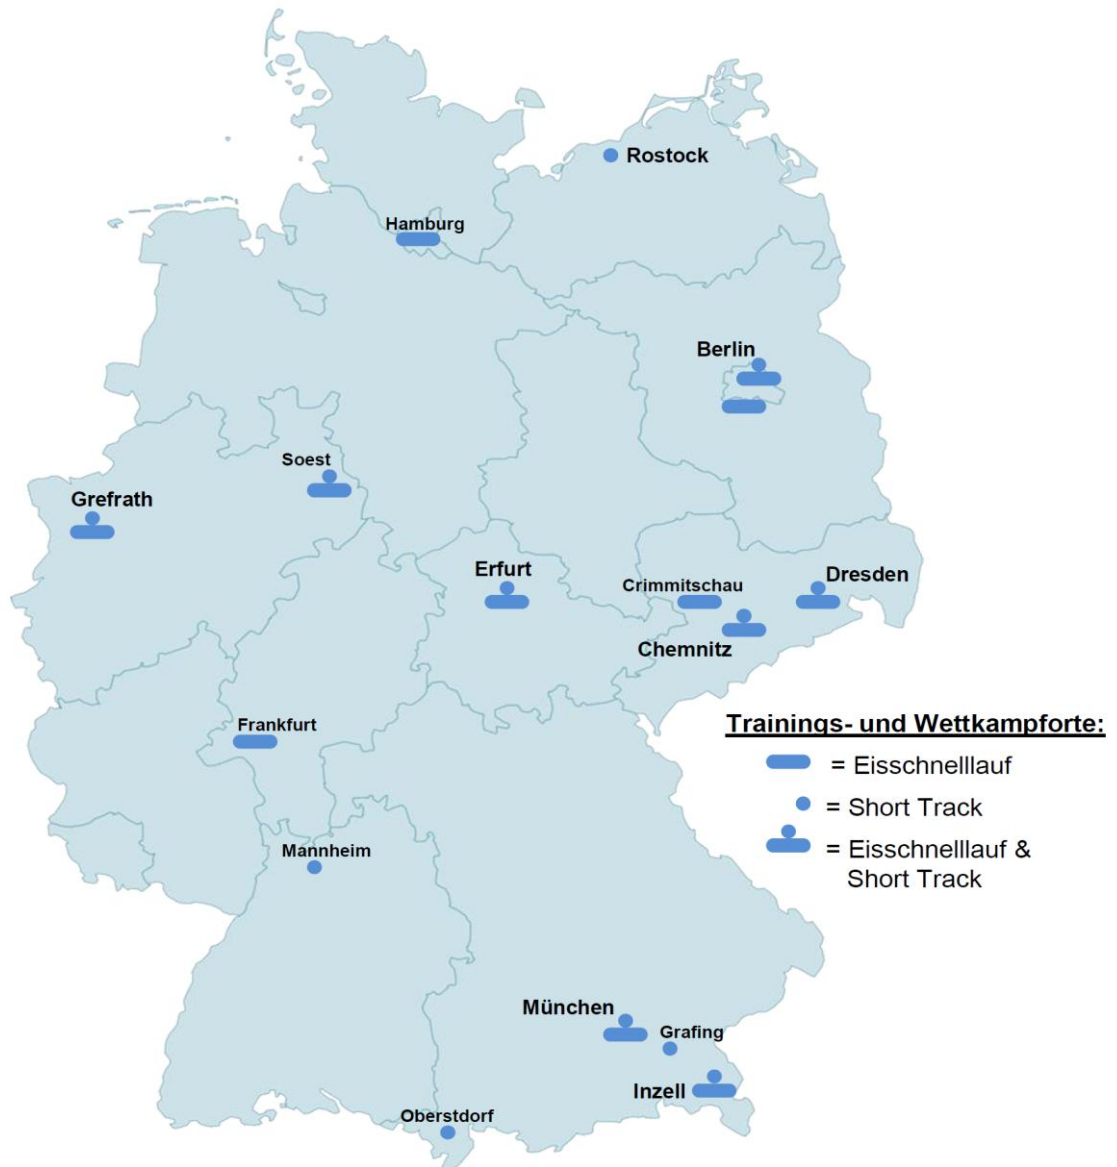 Rostock
Hamburg
Berlin
Soest
Grefrath
Erfurt
Crimmitschau
Dresden
Chemnitz
Frankfurt
Trainings- und Wettkampforte:
= Eisschnelllauf
= Short Track
= Eisschnelllauf &
Short Track
Mannheim
München
Grafing
Inzell
Oberstdorf